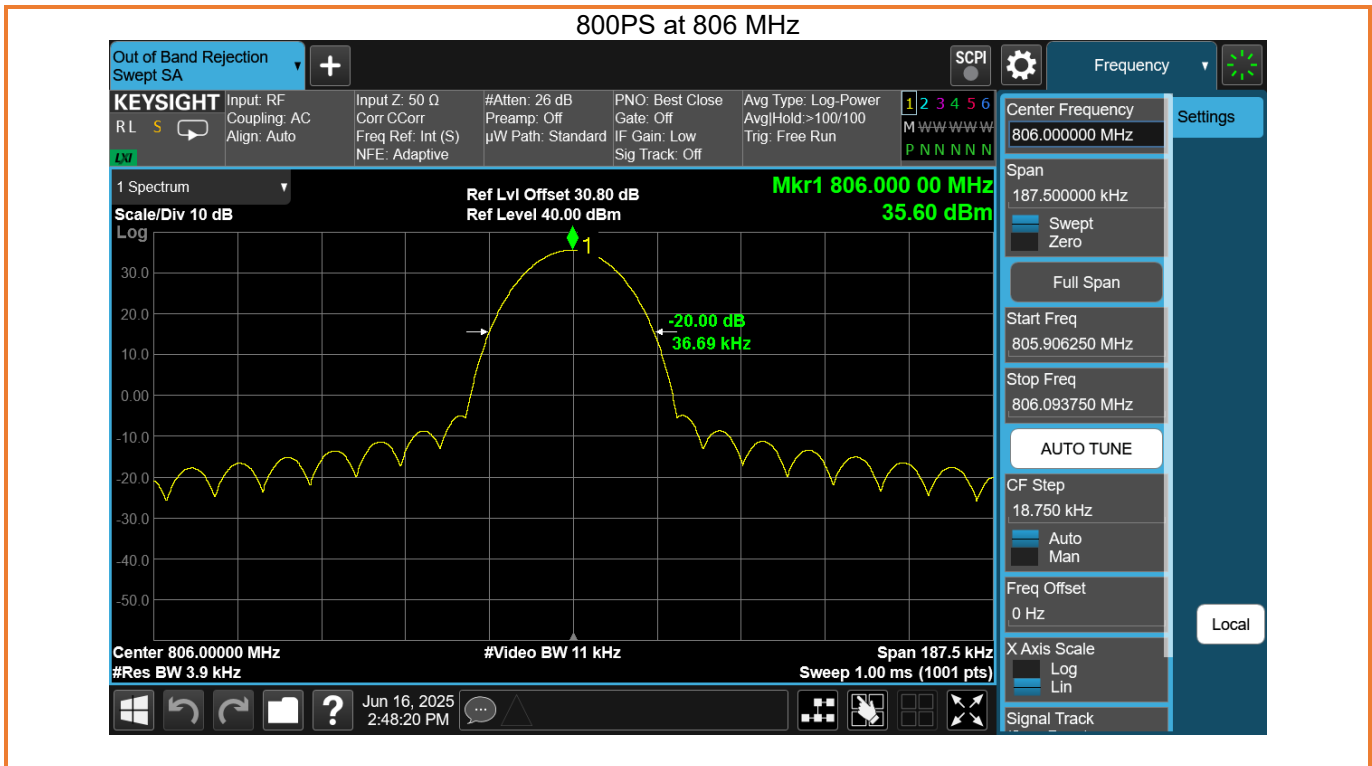 800PS at 806 MHz
Out of Band Rejection
Swept SA
+
SCPI
Frequency
KEYSIGHT
RL S
LXI
Input: RF
Coupling: AC
Align: Auto
Input Z: 50 Ω
Corr CCorr
Freq Ref: Int (S)
NFE: Adaptive
#Atten: 26 dB
Preamp: Off
µW Path: Standard
PNO: Best Close
Gate: Off
IF Gain: Low
Sig Track: Off
Avg Type: Log-Power
Avg|Hold:>100/100
Trig: Free Run
1 2 3 4 5 6
M W W W W W
P N N N N N
1 Spectrum
Scale/Div 10 dB
Log
Ref Lvl Offset 30.80 dB
Ref Level 40.00 dBm
Mkr1 806.000 00 MHz
35.60 dBm
1
30.0
20.0
10.0
0.00
-10.0
-20.0
-30.0
-40.0
-50.0
-20.00 dB
36.69 kHz
Center 806.00000 MHz
#Res BW 3.9 kHz
#Video BW 11 kHz
Span 187.5 kHz
Sweep 1.00 ms (1001 pts)
Center Frequency
806.000000 MHz
Span
187.500000 kHz
Swept
Zero
Full Span
Start Freq
805.906250 MHz
Stop Freq
806.093750 MHz
AUTO TUNE
CF Step
18.750 kHz
Auto
Man
Freq Offset
0 Hz
X Axis Scale
Log
Lin
Signal Track
Settings
Local
?
Jun 16, 2025
2:48:20 PM